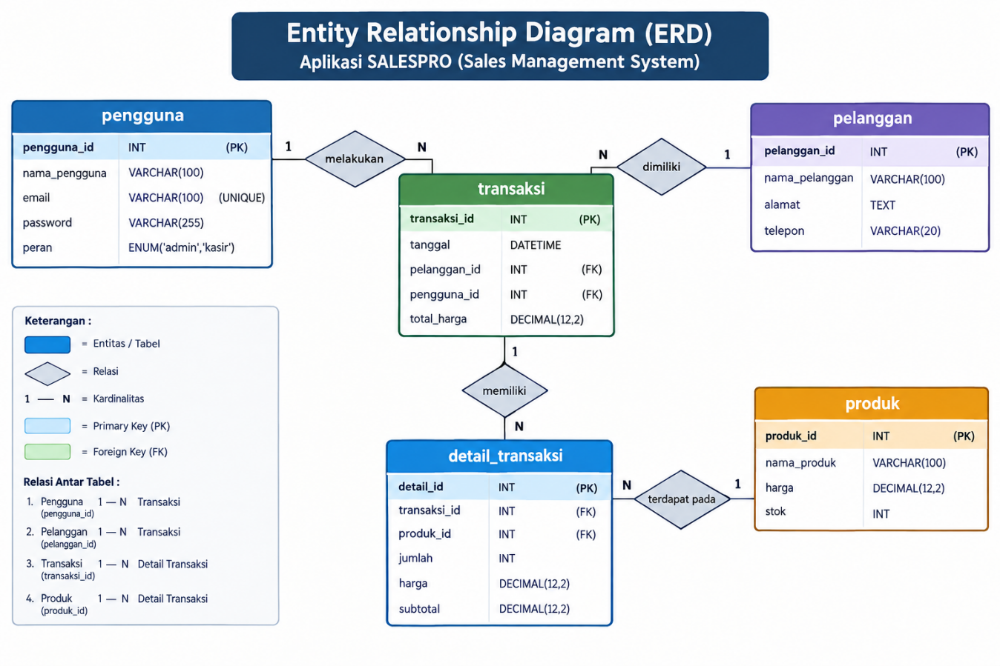 Entity Relationship Diagram (ERD)
Aplikasi SALESPRO (Sales Management System)
pengguna
pengguna_id INT (PK)
nama_pengguna VARCHAR(100)
email VARCHAR(100) (UNIQUE)
password VARCHAR(255)
peran ENUM('admin','kasir')
1
melakukan
N
N
dimiliki
1
pelanggan
pelanggan_id INT (PK)
nama_pelanggan VARCHAR(100)
alamat TEXT
telepon VARCHAR(20)
transaksi
transaksi_id INT (PK)
tanggal DATETIME
pelanggan_id INT (FK)
pengguna_id INT (FK)
total_harga DECIMAL(12,2)
1
memiliki
N
detail_transaksi
detail_id INT (PK)
transaksi_id INT (FK)
produk_id INT (FK)
jumlah INT
harga DECIMAL(12,2)
subtotal DECIMAL(12,2)
N
terdapat pada
1
produk
produk_id INT (PK)
nama_produk VARCHAR(100)
harga DECIMAL(12,2)
stok INT
Keterangan :
= Entitas / Tabel
= Relasi
1 — N = Kardinalitas
= Primary Key (PK)
= Foreign Key (FK)
Relasi Antar Tabel :
1. Pengguna 1 — N Transaksi
(pengguna_id)
2. Pelanggan 1 — N Transaksi
(pelanggan_id)
3. Transaksi 1 — N Detail Transaksi
(transaksi_id)
4. Produk 1 — N Detail Transaksi
(produk_id)